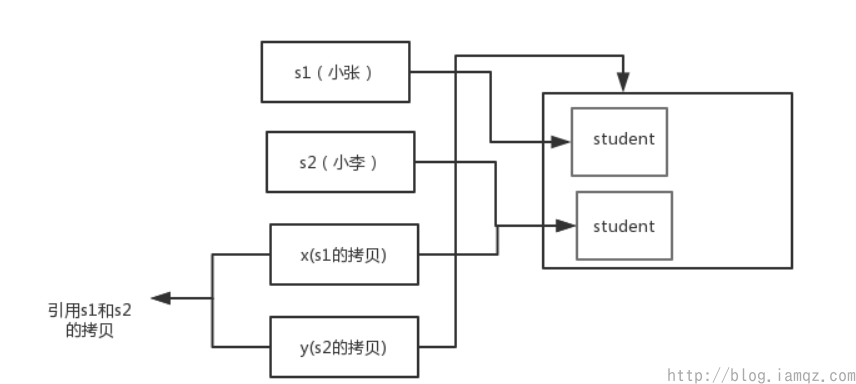 s1（小张）
student
s2（小李）
student
x(s1的拷贝)
引用s1和s2
的拷贝
y(s2的拷贝)
http://blog.iamqz.com